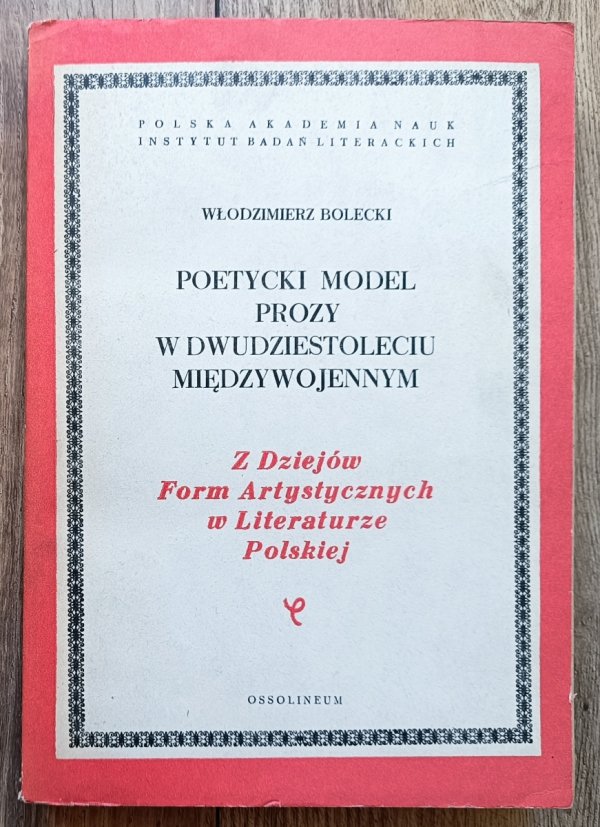 POLSKA AKADEMIA NAUK
INSTYTUT BADAŃ LITERACKICH
WŁODZIMIERZ BOLECKI
POETYCKI MODEL
PROZY
W DWUDZIESTOLECIU
MIĘDZYWOJENNYM
Z Dziejów
Form Artystycznych
w Literaturze
Polskiej
OSSOLINEUM